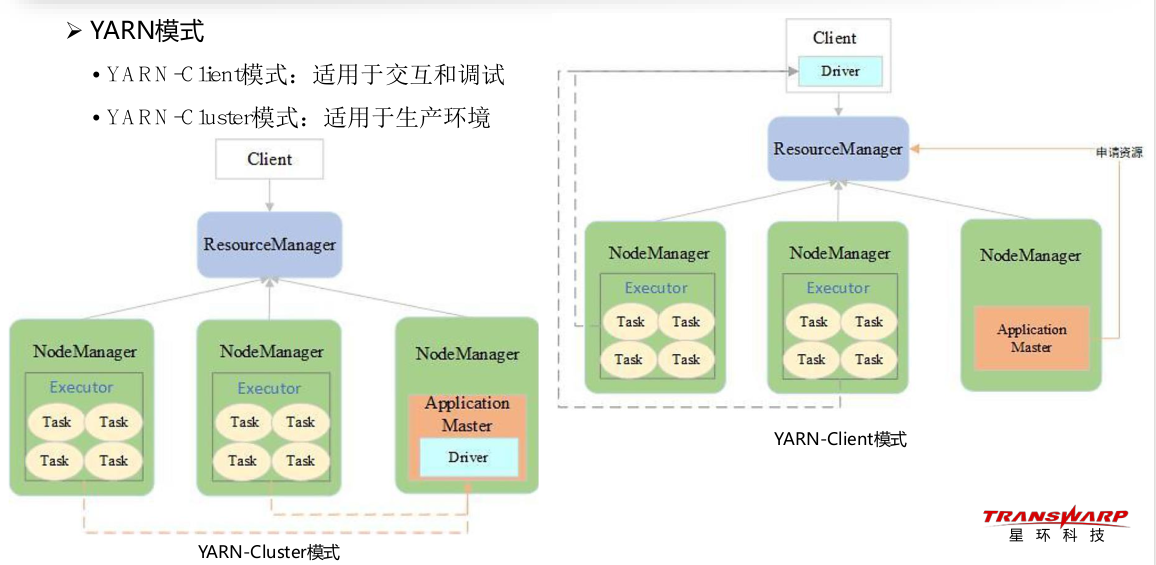 ➢ YARN模式
• YARN-Client模式：适用于交互和调试
• YARN-Cluster模式：适用于生产环境
Client
ResourceManager
NodeManager
Executor
Task Task
Task Task
NodeManager
Executor
Task Task
Task Task
NodeManager
Application
Master
Driver
YARN-Cluster模式
Client
Driver
ResourceManager
申请资源
NodeManager
Executor
Task Task
Task Task
NodeManager
Executor
Task Task
Task Task
NodeManager
Application
Master
YARN-Client模式
TRANSWARP
星环科技